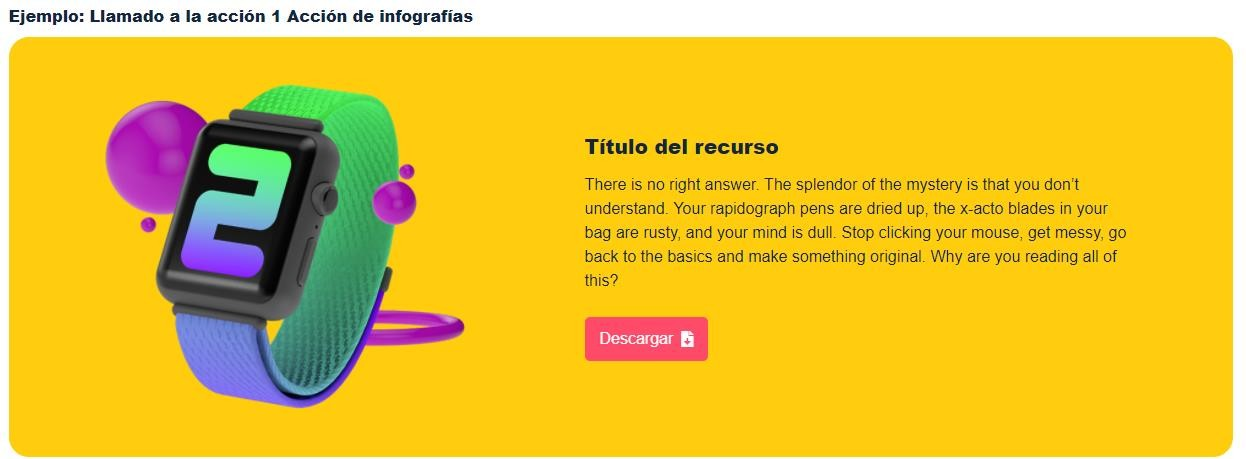 Ejemplo: Llamado a la acción 1 Acción de infografías
2
Título del recurso
There is no right answer. The splendor of the mystery is that you don’t
understand. Your rapidograph pens are dried up, the x-acto blades in your
bag are rusty, and your mind is dull. Stop clicking your mouse, get messy, go
back to the basics and make something original. Why are you reading all of
this?
Descargar